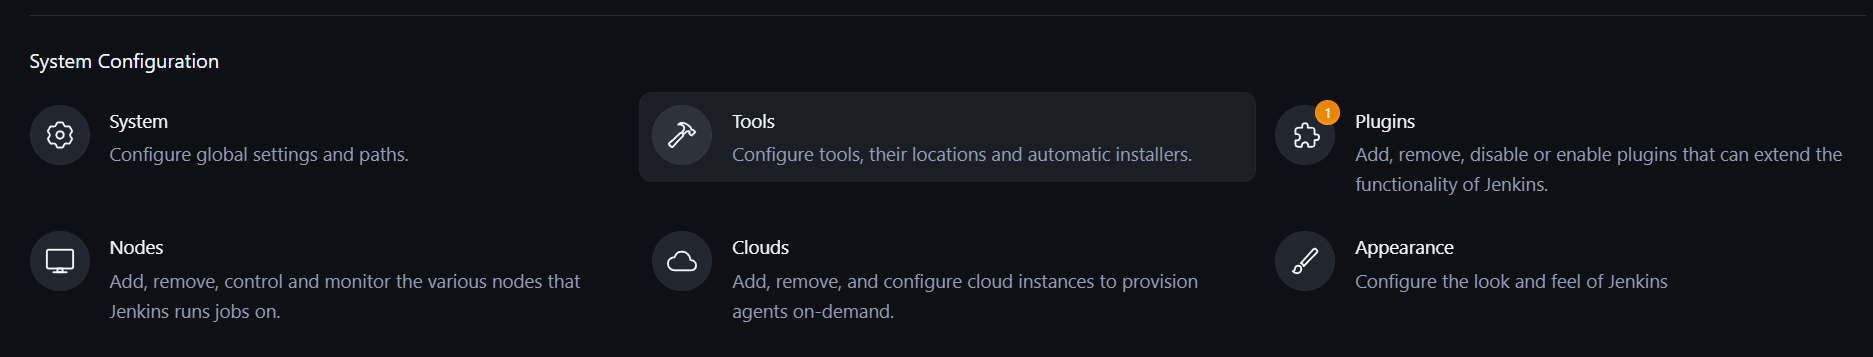 System Configuration
System
Configure global settings and paths.
Tools
Configure tools, their locations and automatic installers.
1
Plugins
Add, remove, disable or enable plugins that can extend the
functionality of Jenkins.
Nodes
Add, remove, control and monitor the various nodes that
Jenkins runs jobs on.
Clouds
Add, remove, and configure cloud instances to provision
agents on-demand.
Appearance
Configure the look and feel of Jenkins